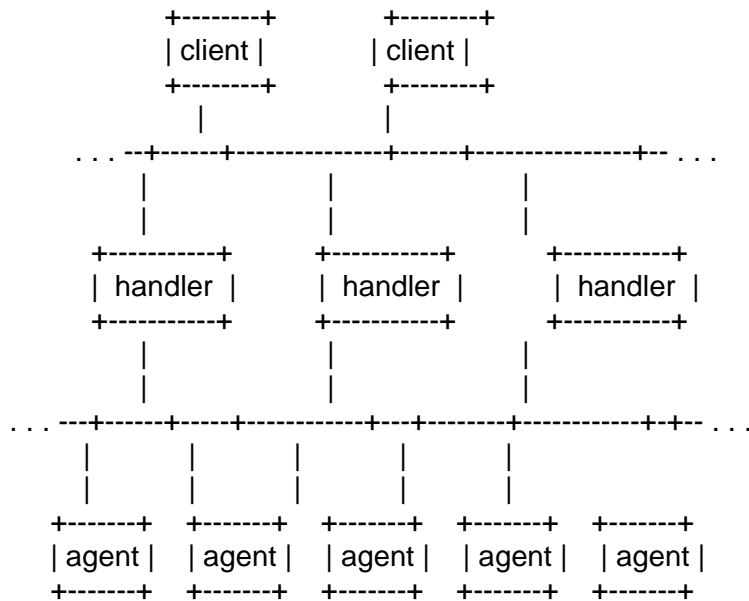 +--------+ +--------+
| client | | client |
+--------+ +--------+
| |
. . . --+------+---------------+------+---------------+-- . . .
| | |
| | |
+-----------+ +-----------+ +-----------+
| handler | | handler | | handler |
+-----------+ +-----------+ +-----------+
| | |
| | |
. . . ---+------+-----+------------+---+--------+------------+-+-- . . .
| | | | |
| | | | |
+-------+ +-------+ +-------+ +-------+ +-------+
| agent | | agent | | agent | | agent | | agent |
+-------+ +-------+ +-------+ +-------+ +-------+